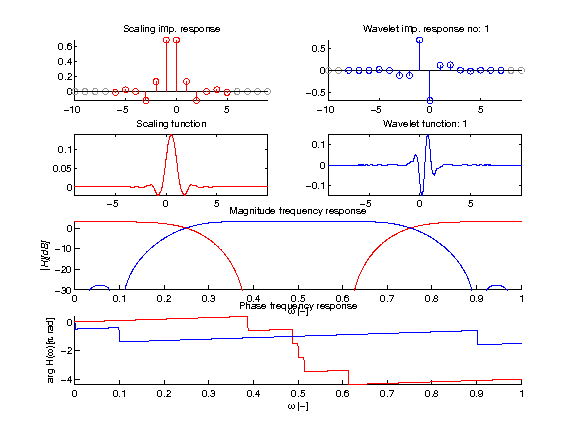 Scaling imp. response
Wavelet imp. response no: 1
0.6
0.4
0.2
0
−10 −5 0 5
0.5
0
−0.5
−10 −5 0 5
Scaling function
Wavelet function: 1
0.1
0.05
0
−5 0 5
0.1
0
−0.1
−5 0 5
Magnitude frequency response
|H|[dB]
0
−10
−20
−30
0 0.1 0.2 0.3 0.4 0.5 0.6 0.7 0.8 0.9 1
ω [−]
Phase frequency response
arg H(ω)[π rad]
0
−2
−4
0 0.1 0.2 0.3 0.4 0.5 0.6 0.7 0.8 0.9 1
ω [−]